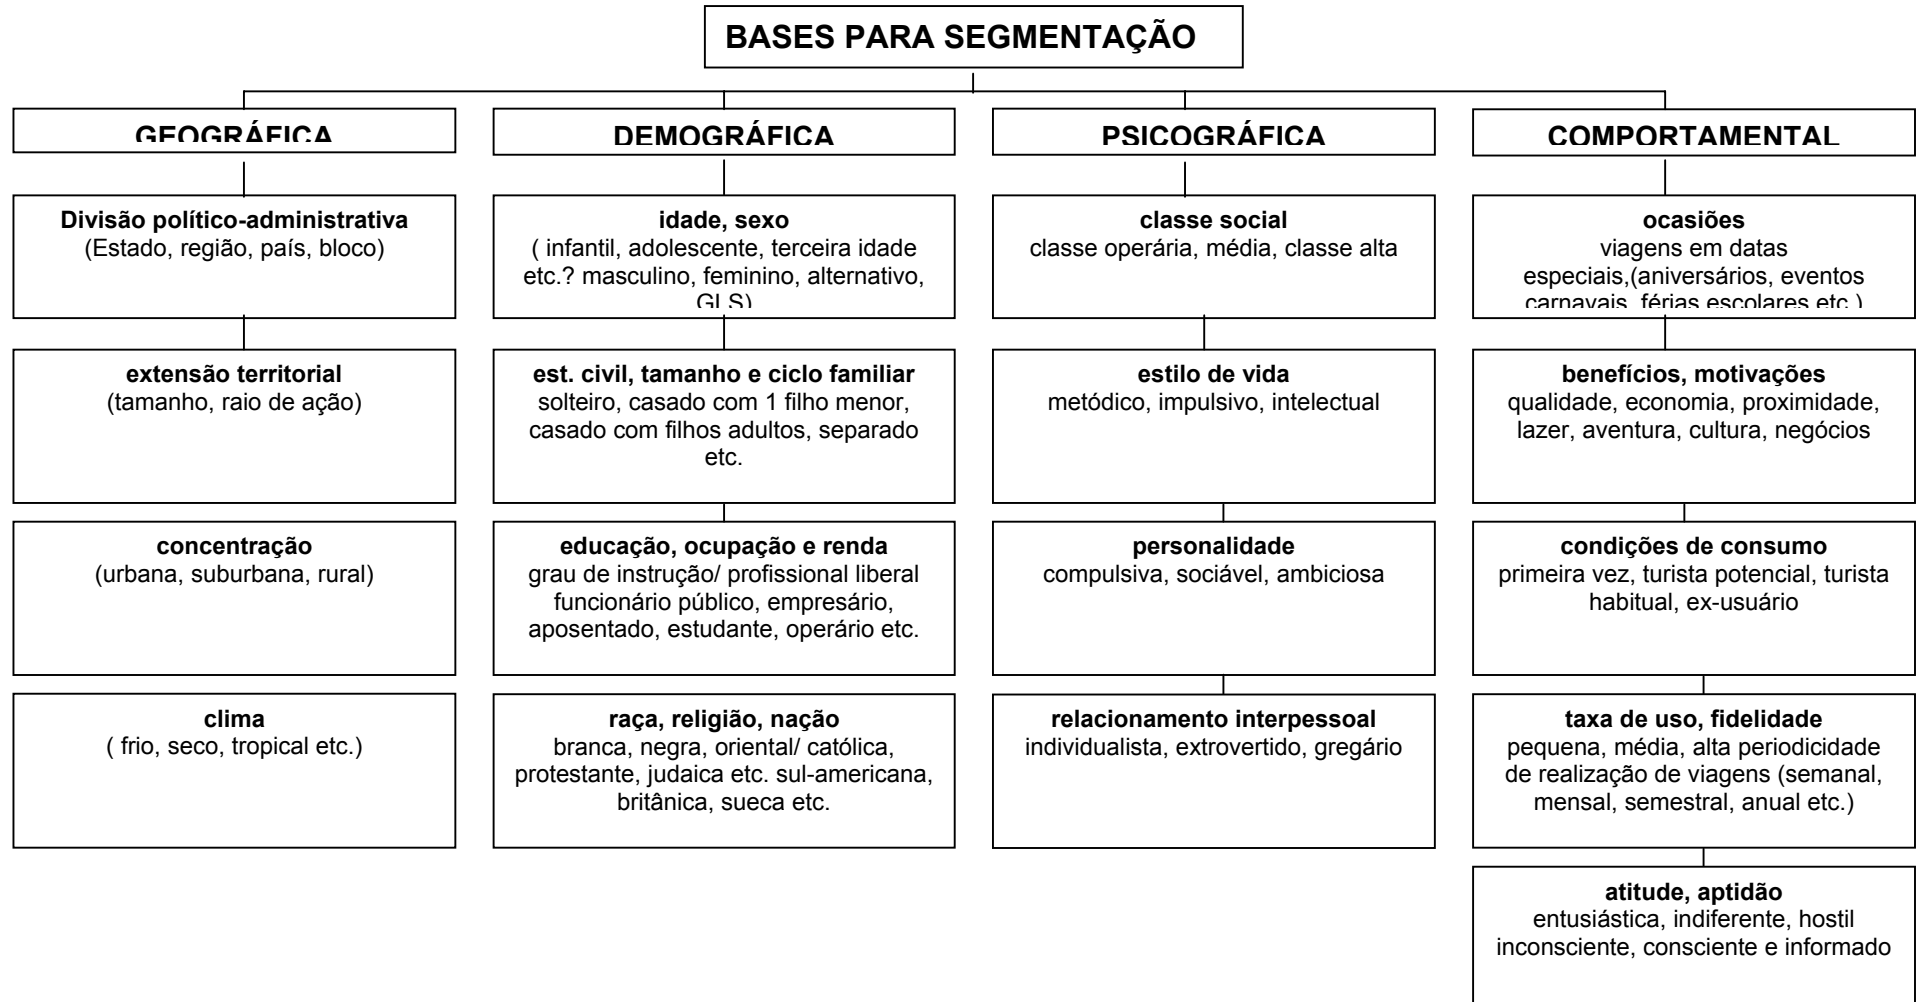 BASES PARA SEGMENTAÇÃO
GEOGRÁFICA
Divisão político-administrativa
(Estado, região, país, bloco)
extensão territorial
(tamanho, raio de ação)
concentração
(urbana, suburbana, rural)
clima
( frio, seco, tropical etc.)
DEMOGRÁFICA
idade, sexo
( infantil, adolescente, terceira idade
etc.? masculino, feminino, alternativo,
GLS)
est. civil, tamanho e ciclo familiar
solteiro, casado com 1 filho menor,
casado com filhos adultos, separado
etc.
educação, ocupação e renda
grau de instrução/ profissional liberal
funcionário público, empresário,
aposentado, estudante, operário etc.
raça, religião, nação
branca, negra, oriental/ católica,
protestante, judaica etc. sul-americana,
britânica, sueca etc.
PSICOGRÁFICA
classe social
classe operária, média, classe alta
estilo de vida
metódico, impulsivo, intelectual
personalidade
compulsiva, sociável, ambiciosa
relacionamento interpessoal
individualista, extrovertido, gregário
COMPORTAMENTAL
ocasiões
viagens em datas
especiais,(aniversários, eventos
carnavais, férias escolares etc.)
benefícios, motivações
qualidade, economia, proximidade,
lazer, aventura, cultura, negócios
condições de consumo
primeira vez, turista potencial, turista
habitual, ex-usuário
taxa de uso, fidelidade
pequena, média, alta periodicidade
de realização de viagens (semanal,
mensal, semestral, anual etc.)
atitude, aptidão
entusiástica, indiferente, hostil
inconsciente, consciente e informado